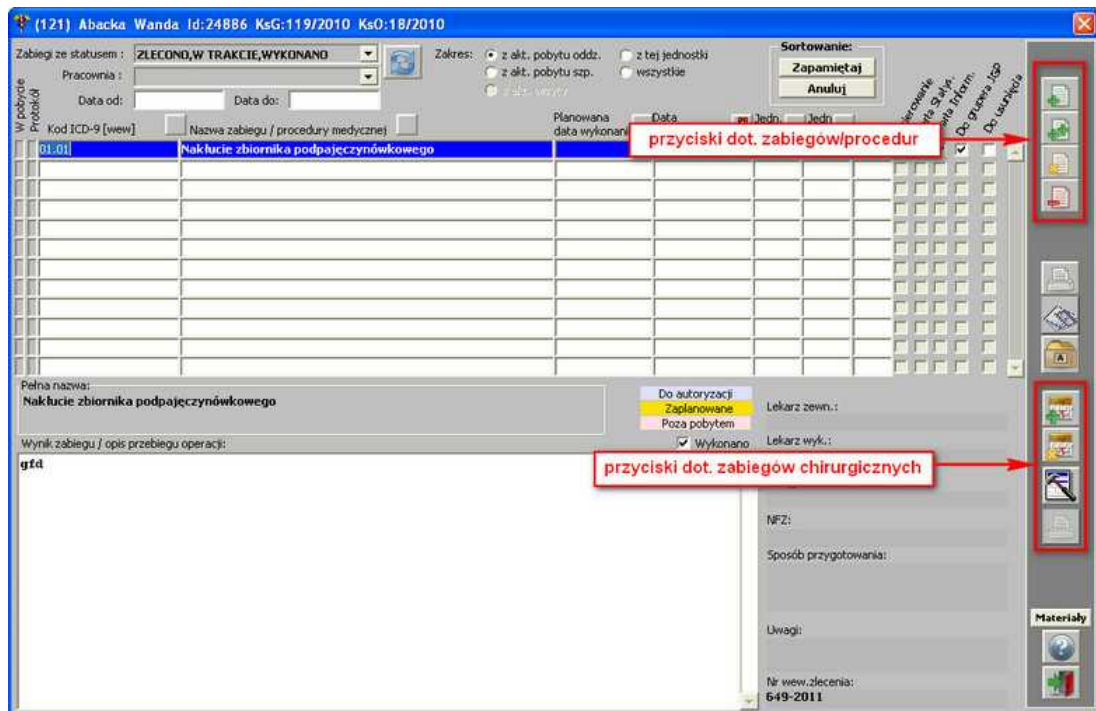 (121) Abacka Wanda Id:24886 KsG:119/2010 KsO:18/2010
Zabiegi ze statusem : ZLECONO,W TRAKCIE,WYKONANO
Zakres: z akt. pobytu oddz. z tej jednostki
Sortowanie:
Pracownia :
z akt. pobytu szp. wszystkie
Zapamiętaj
z akt. wizyty
Anuluj
Data od: Data do:
W pobycie
Protokół
Kod ICD-9 [wew] Nazwa zabiegu / procedury medycznej
Planowana
data wykonani
Data
Jedn. Jedn
Do grupera JGP
Do usunięcia
przyciski dot. zabiegów/procedur
01.01 Nakłucie zbiornika podpajęczynówkowego
Pełna nazwa:
Nakłucie zbiornika podpajęczynówkowego
Do autoryzacji
Zaplanowane
Poza pobytem
Lekarz zewn.:
Wynik zabiegu / opis przebiegu operacji:
Wykonano
Lekarz wyk.:
gfd
przyciski dot. zabiegów chirurgicznych
NFZ:
Sposób przygotowania:
Uwagi:
Materiały
Nr wew.zlecenia:
649-2011